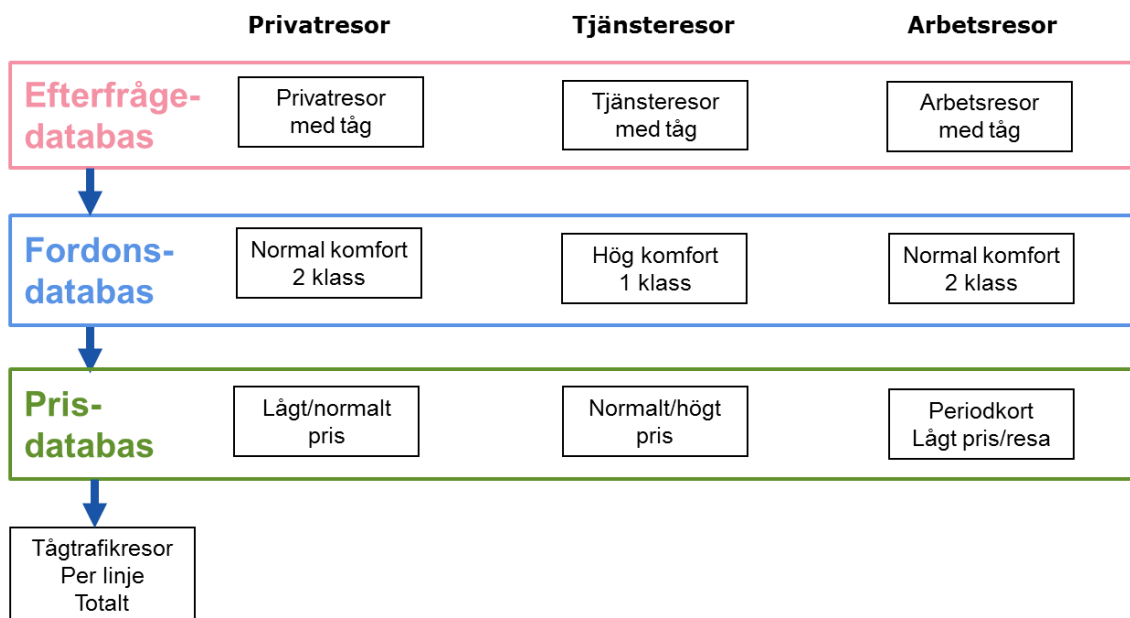 Privatresor
Tjänsteresor
Arbetsresor
Efterfråge-
databas
Privatresor
med tåg
Tjänsteresor
med tåg
Arbetsresor
med tåg
Fordons-
databas
Normal komfort
2 klass
Hög komfort
1 klass
Normal komfort
2 klass
Pris-
databas
Lågt/normalt
pris
Normalt/högt
pris
Periodkort
Lågt pris/resa
Tågtrafikresor
Per linje
Totalt